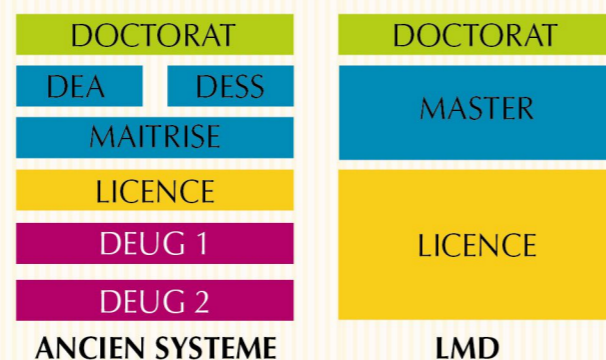 DOCTORAT
DEA DESS
MAITRISE
LICENCE
DEUG 1
DEUG 2
ANCIEN SYSTEME
DOCTORAT
MASTER
LICENCE
LMD